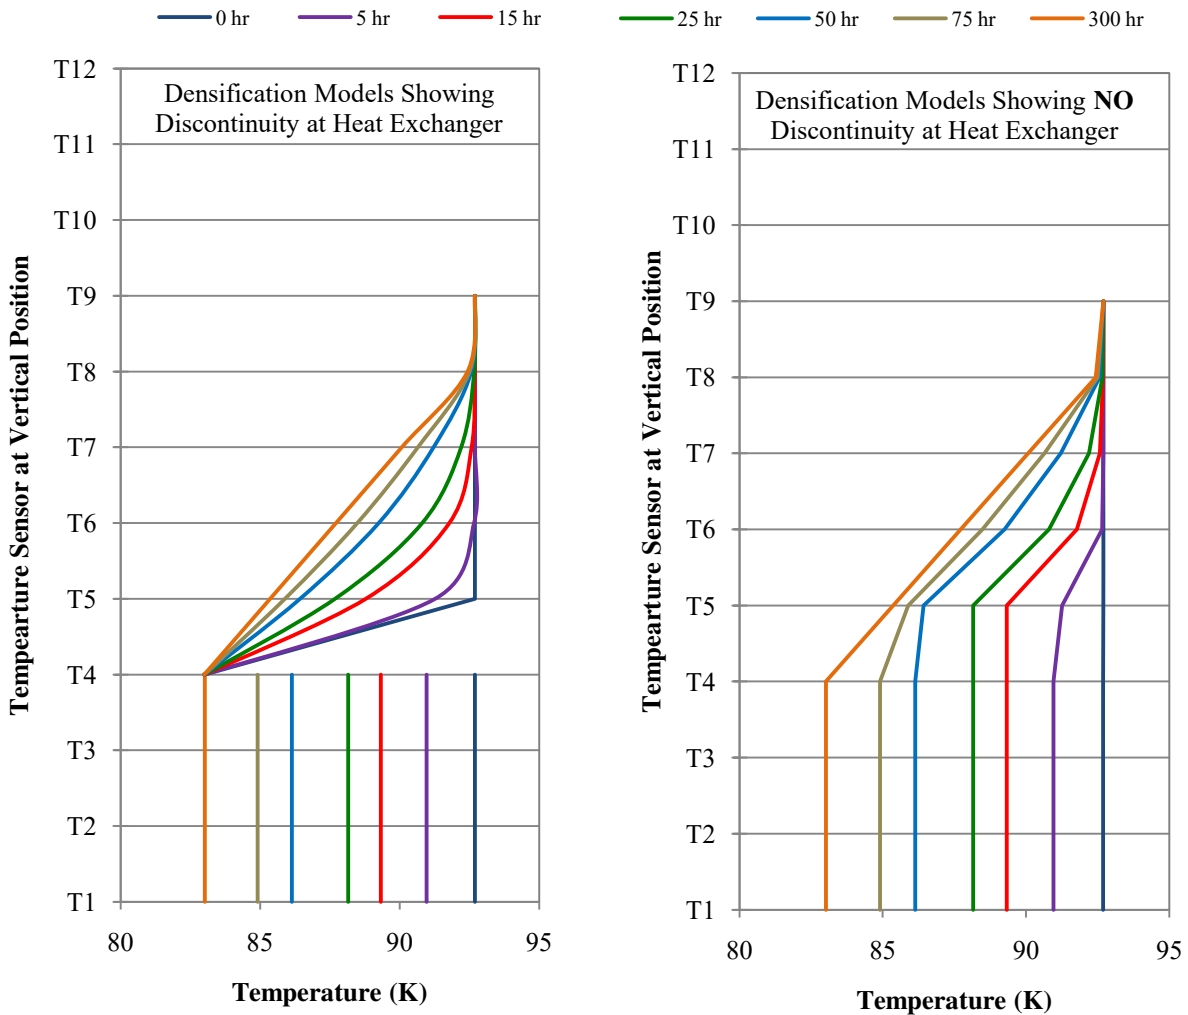 0 hr 5 hr 15 hr 25 hr 50 hr 75 hr 300 hr
Densification Models Showing
Discontinuity at Heat Exchanger
T12
T11
T10
T9
T8
T7
T6
T5
T4
T3
T2
T1
80 85 90 95
Temperature (K)
Tempearture Sensor at Vertical Position
Densification Models Showing NO
Discontinuity at Heat Exchanger
T12
T11
T10
T9
T8
T7
T6
T5
T4
T3
T2
T1
80 85 90 95
Temperature (K)
Tempearture Sensor at Vertical Position